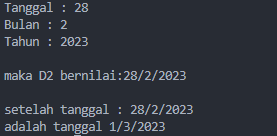 Tanggal : 28
Bulan : 2
Tahun : 2023
maka D2 bernilai:28/2/2023
setelah tanggal : 28/2/2023
adalah tanggal 1/3/2023